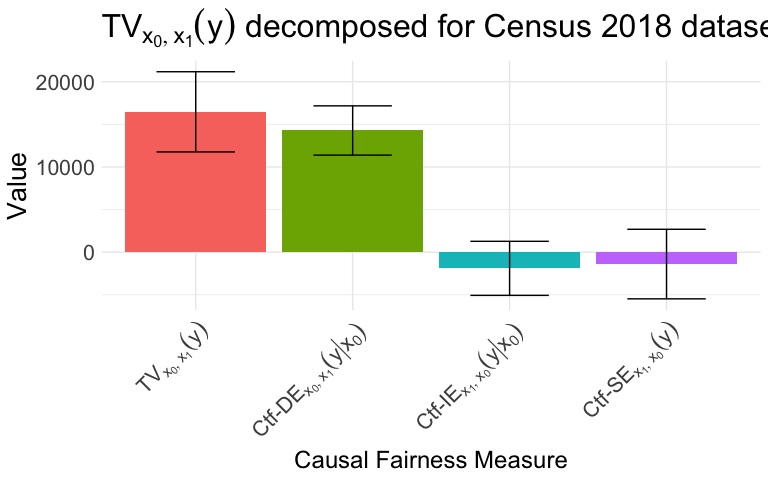 TVx₀, x₁(y) decomposed for Census 2018 datase
Value
20000
10000
0
TVx₀, x₁(y)
Ctf-DEx₀, x₁(y|x₀)
Ctf-IEx₁, x₀(y|x₀)
Ctf-SEx₁, x₀(y)
Causal Fairness Measure